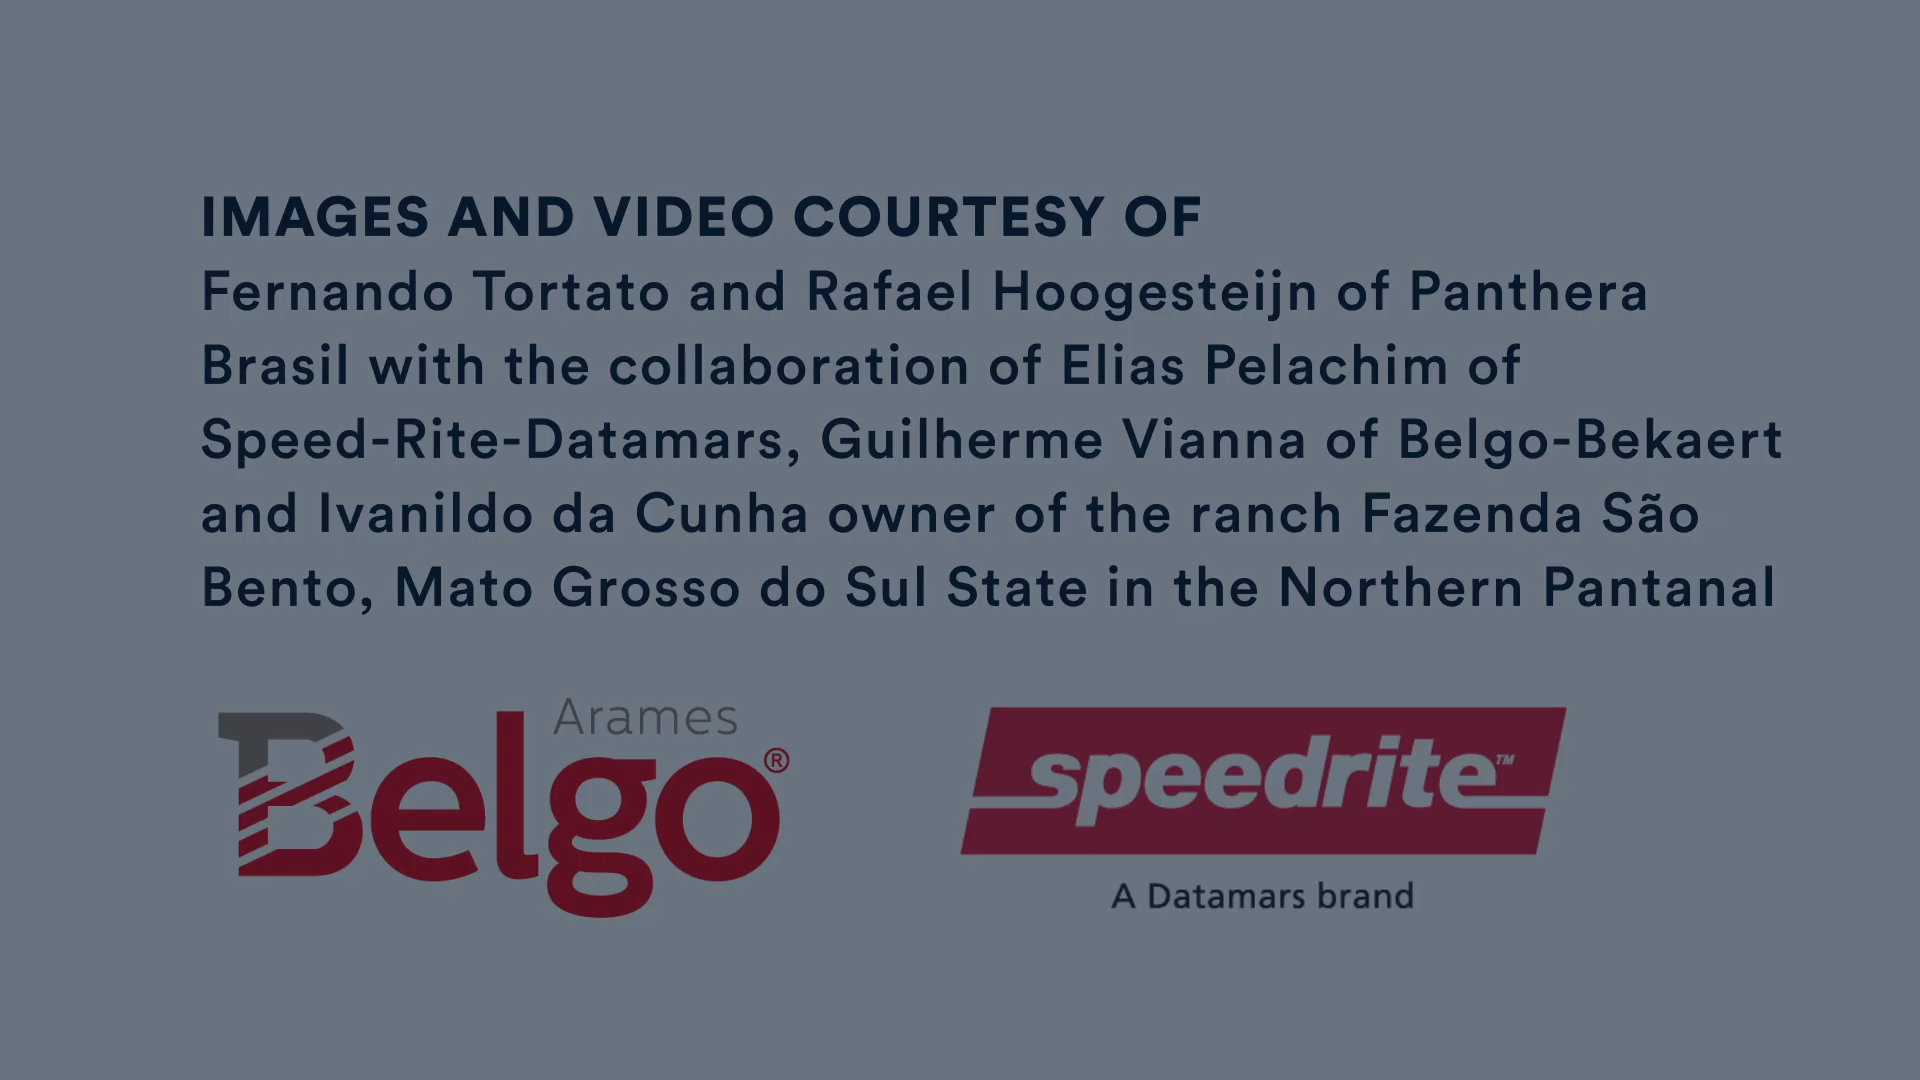 IMAGES AND VIDEO COURTESY OF
Fernando Tortato and Rafael Hoogesteijn of Panthera
Brasil with the collaboration of Elias Pelachim of
Speed-Rite-Datamars, Guilherme Vianna of Belgo-Bekaert
and Ivanildo da Cunha owner of the ranch Fazenda São
Bento, Mato Grosso do Sul State in the Northern Pantanal
Arames
Belgo®
speedrite™
A Datamars brand